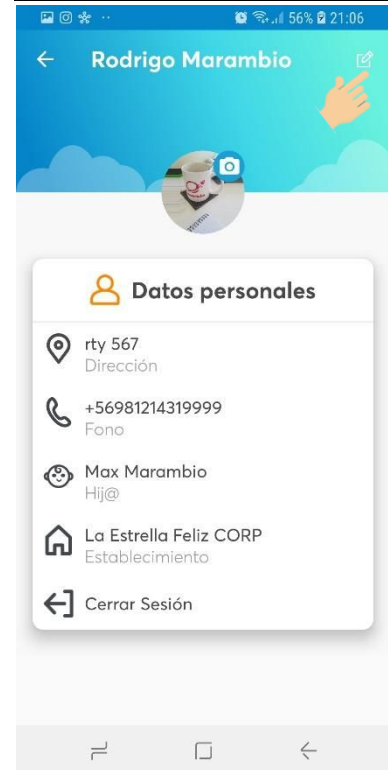 56% 21:06
Rodrigo Marambio
Datos personales
rty 567
Dirección
+56981214319999
Fono
Max Marambio
Hij@
La Estrella Feliz CORP
Establecimiento
Cerrar Sesión